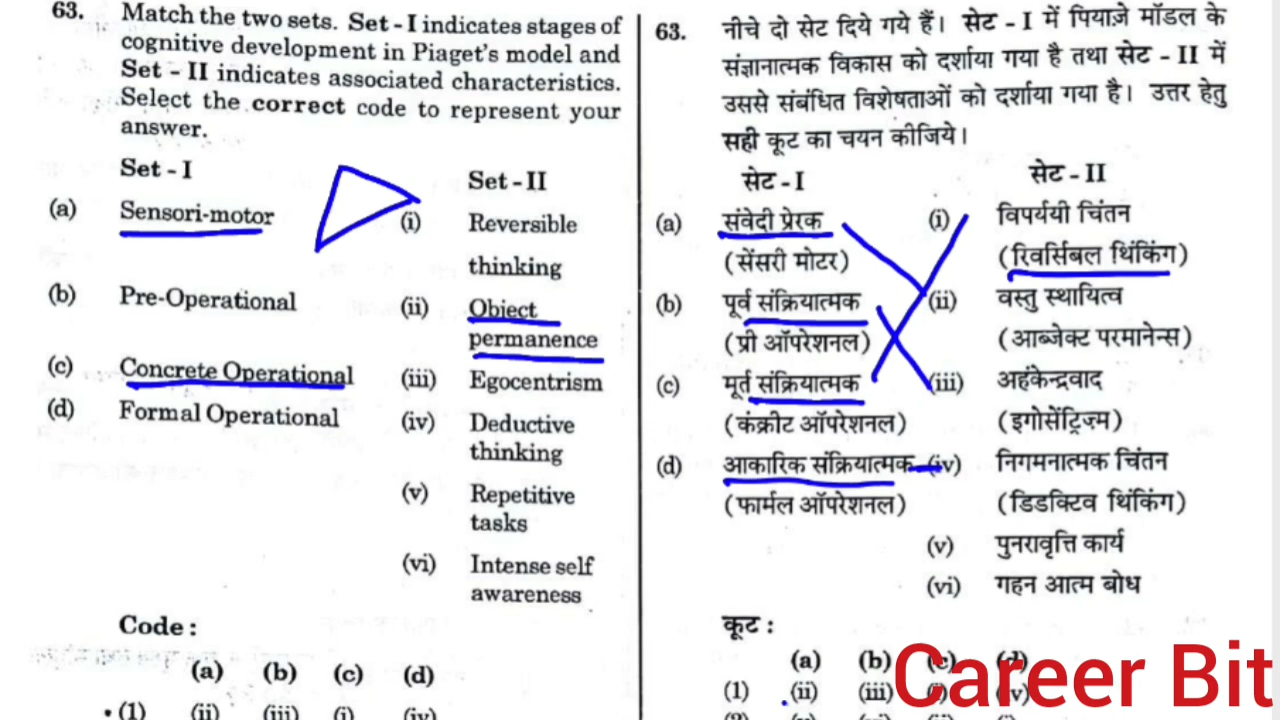 63. Match the two sets. Set - I indicates stages of
cognitive development in Piaget's model and
Set - II indicates associated characteristics.
Select the correct code to represent your
answer.
Set - I Set - II
(a) Sensori-motor (i) Reversible
thinking
(b) Pre-Operational (ii) Object
permanence
(c) Concrete Operational (iii) Egocentrism
(d) Formal Operational (iv) Deductive
thinking
(v) Repetitive
tasks
(vi) Intense self
awareness
Code :
(a) (b) (c) (d)
(1) (ii) (iii) (i) (iv)
63. नीचे दो सेट दिये गये हैं। सेट - I में पियाज़े मॉडल के
संज्ञानात्मक विकास को दर्शाया गया है तथा सेट - II में
उससे संबंधित विशेषताओं को दर्शाया गया है। उत्तर हेतु
सही कूट का चयन कीजिये।
सेट - I सेट - II
(a) संवेदी प्रेरक (i) विपर्ययी चिंतन
(सेंसरी मोटर) (रिवर्सिबल थिंकिंग)
(b) पूर्व संक्रियात्मक (ii) वस्तु स्थायित्व
(प्री ऑपरेशनल) (आब्जेक्ट परमानेन्स)
(c) मूर्त संक्रियात्मक (iii) अहंकेन्द्रवाद
(कंक्रीट ऑपरेशनल) (इगोसेंट्रिज़्म)
(d) आकारिक संक्रियात्मक (iv) निगमनात्मक चिंतन
(फार्मल ऑपरेशनल) (डिडक्टिव थिंकिंग)
(v) पुनरावृत्ति कार्य
(vi) गहन आत्म बोध
कूट :
(a) (b) (c) (d)
(1) (ii) (iii) (i) (iv)
Career Bit